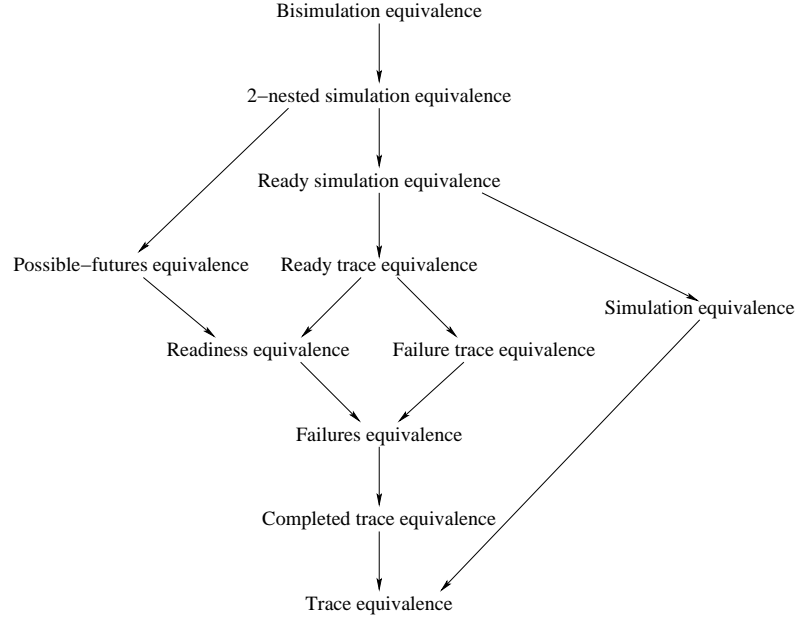 Bisimulation equivalence
2−nested simulation equivalence
Ready simulation equivalence
Possible−futures equivalence
Ready trace equivalence
Simulation equivalence
Readiness equivalence
Failure trace equivalence
Failures equivalence
Completed trace equivalence
Trace equivalence